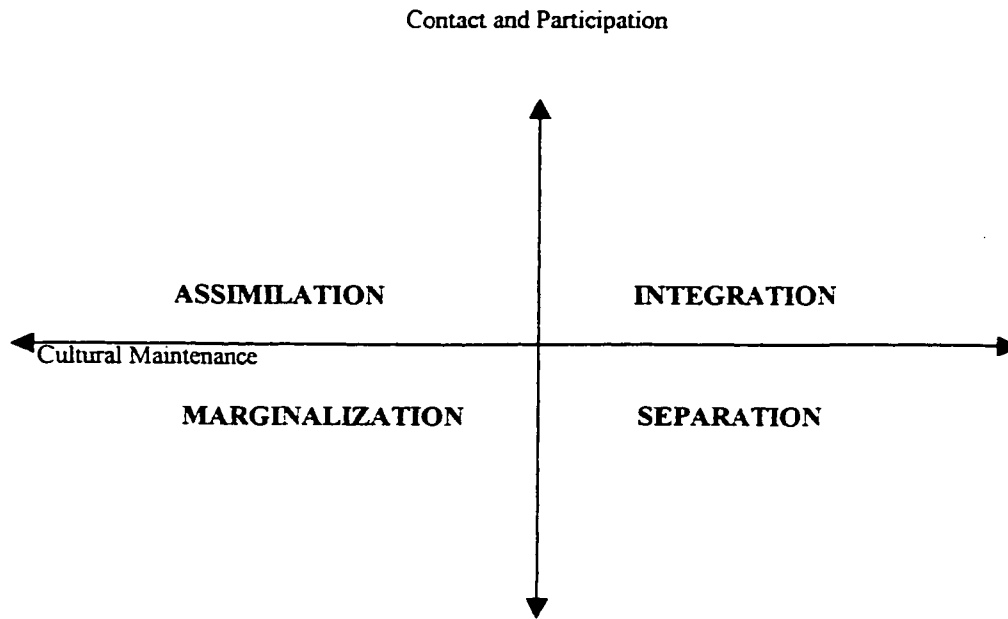 Contact and Participation
ASSIMILATION
INTEGRATION
Cultural Maintenance
MARGINALIZATION
SEPARATION